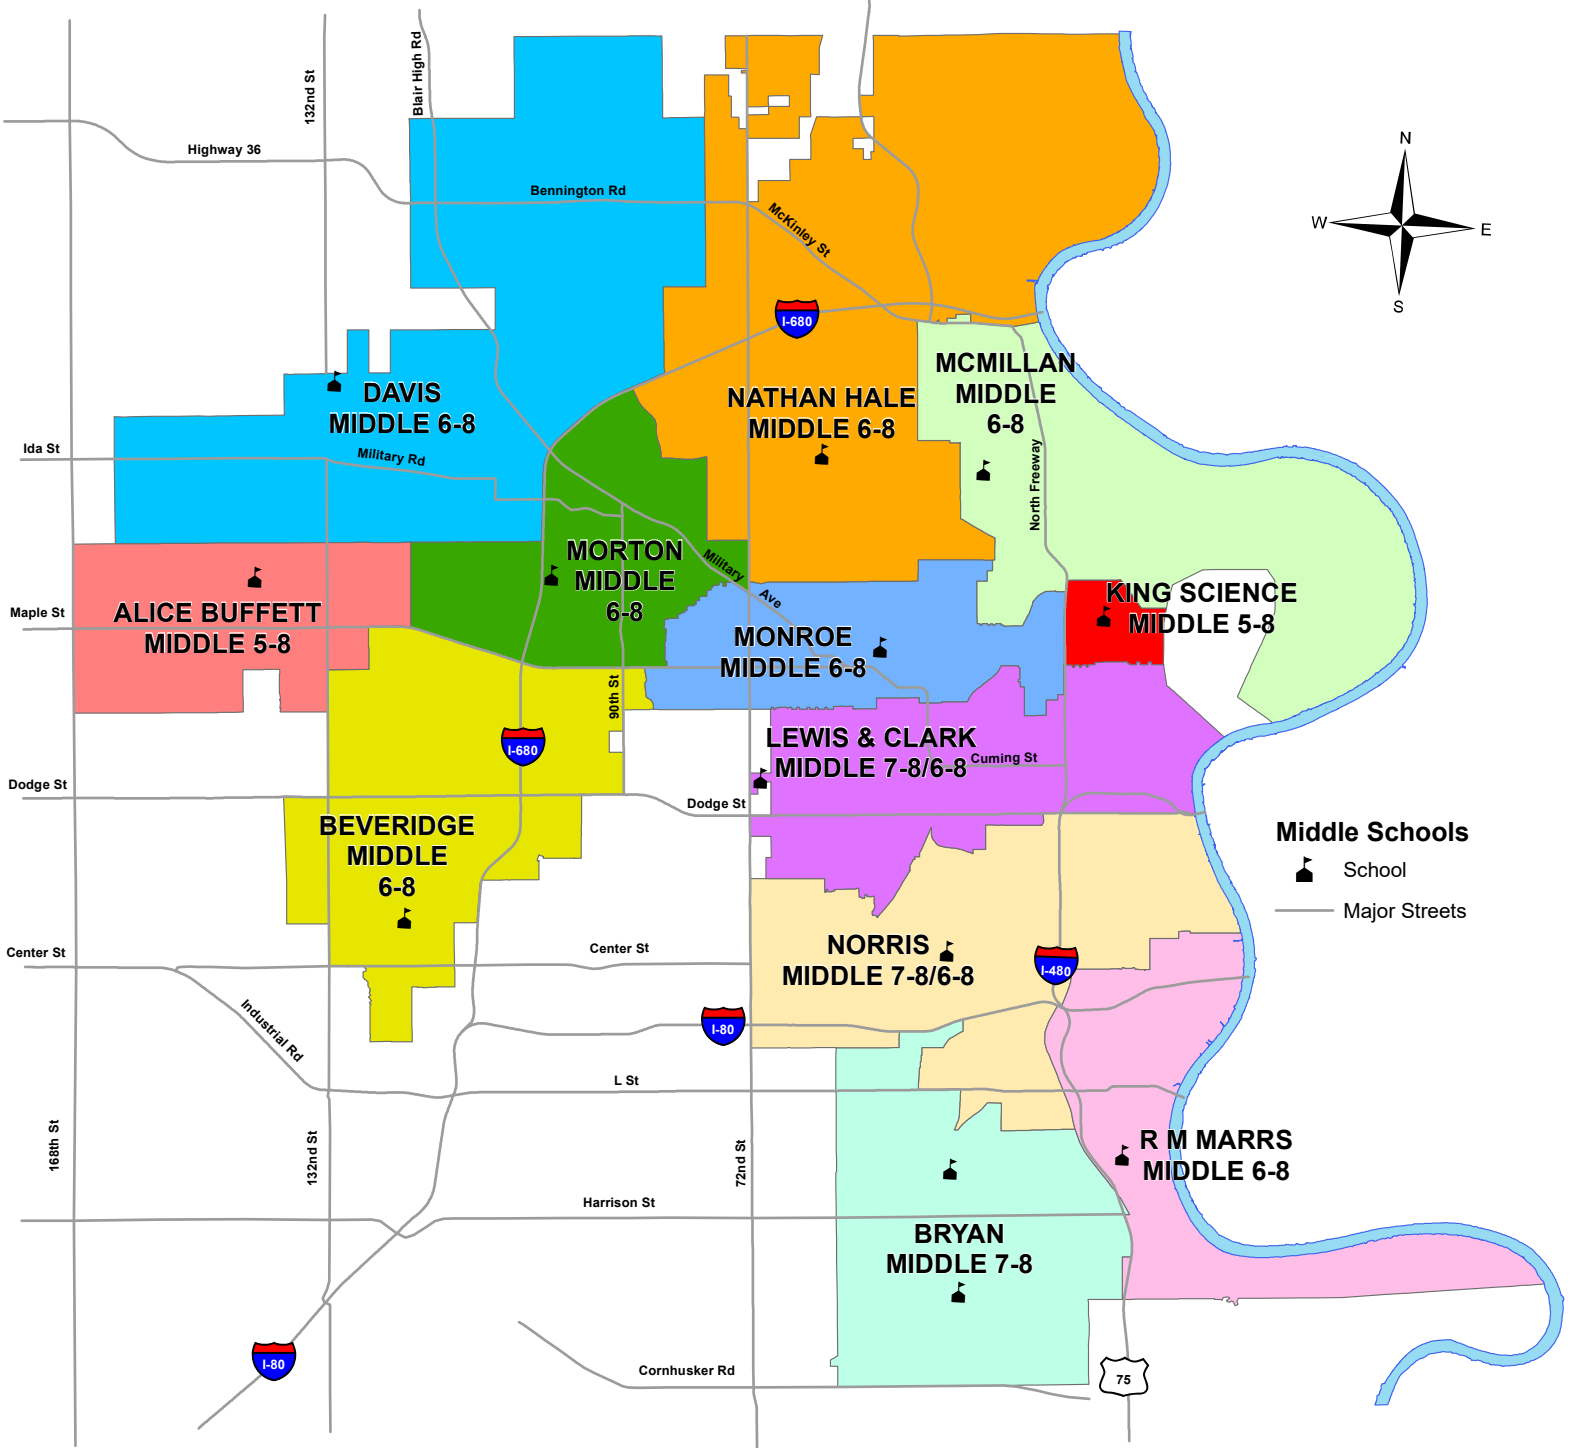 Blair High Rd
132nd St
Highway 36
Bennington Rd
McKinley St
N
W
E
S
I-680
MCMILLAN
MIDDLE
6-8
DAVIS
MIDDLE 6-8
NATHAN HALE
MIDDLE 6-8
Ida St
Military Rd
North Freeway
MORTON
MIDDLE
6-8
Military
Ave
KING SCIENCE
MIDDLE 5-8
Maple St
ALICE BUFFETT
MIDDLE 5-8
MONROE
MIDDLE 6-8
90th St
I-680
LEWIS & CLARK
MIDDLE 7-8/6-8
Cuming St
Dodge St
Dodge St
BEVERIDGE
MIDDLE
6-8
Middle Schools
School
Major Streets
Center St
Center St
NORRIS
MIDDLE 7-8/6-8
I-480
Industrial Rd
I-80
L St
168th St
132nd St
72nd St
R M MARRS
MIDDLE 6-8
Harrison St
BRYAN
MIDDLE 7-8
I-80
Cornhusker Rd
75